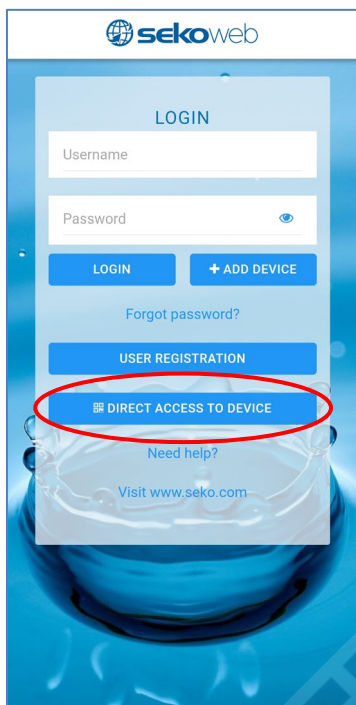 sekoweb
LOGIN
Username
Password
LOGIN
+ ADD DEVICE
Forgot password?
USER REGISTRATION
DIRECT ACCESS TO DEVICE
Need help?
Visit www.seko.com